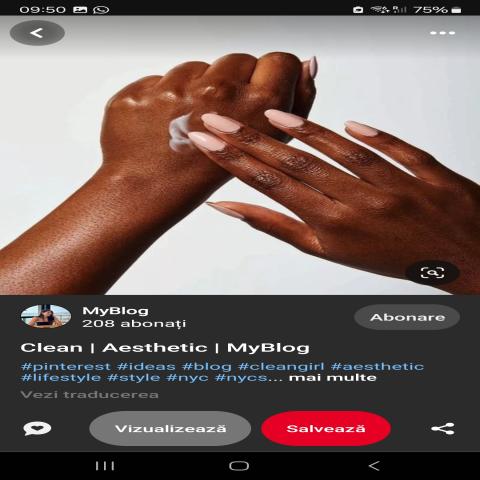 09:50
75%
MyBlog
208 abonați
Abonare
Clean | Aesthetic | MyBlog
#pinterest #ideas #blog #cleangirl #aesthetic
#lifestyle #style #nyc #nycs... mai multe
Vezi traducerea
Vizualizează
Salvează